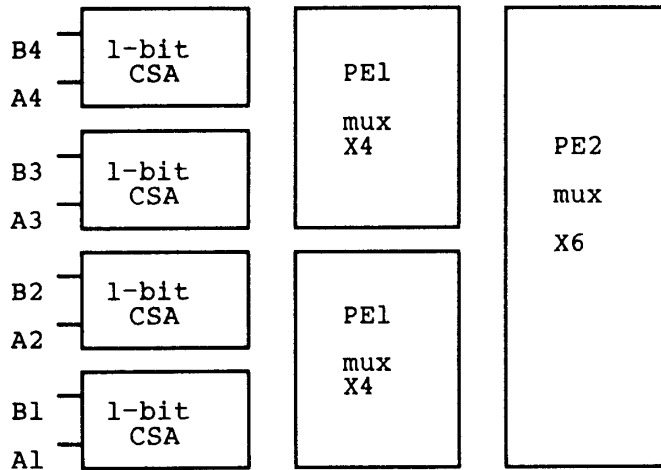 B4
A4
1-bit
CSA
B3
A3
1-bit
CSA
B2
A2
1-bit
CSA
B1
A1
1-bit
CSA
PE1
mux
X4
PE1
mux
X4
PE2
mux
X6